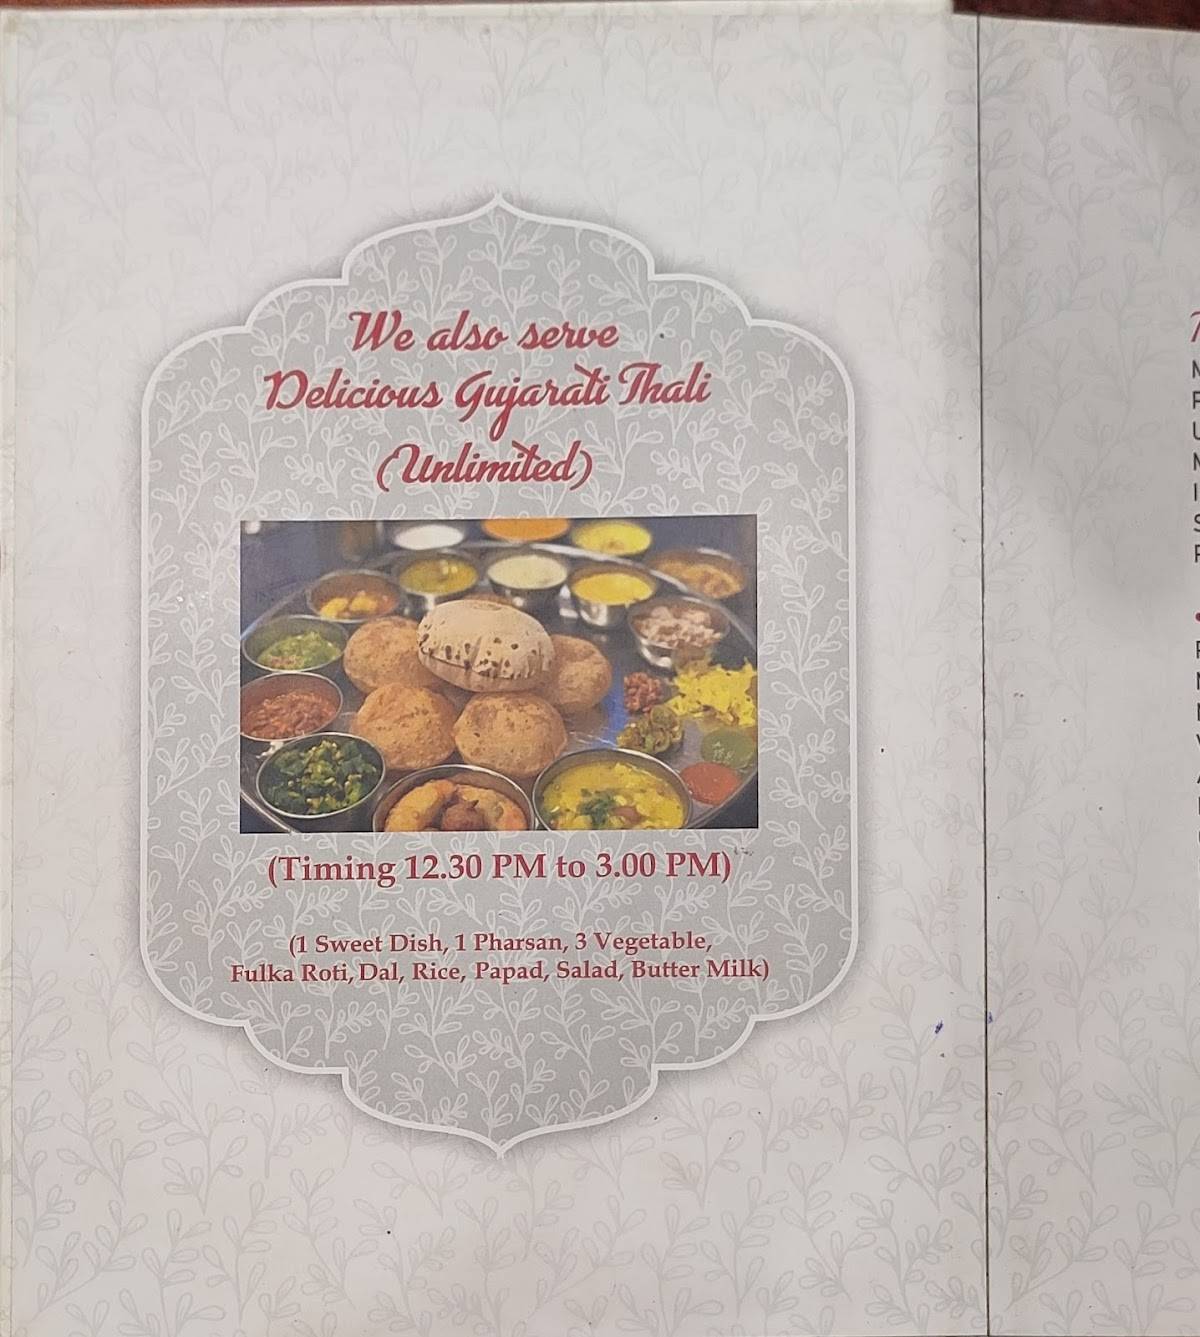 We also serve
Delicious Gujarati Thali
(Unlimited)
(Timing 12.30 PM to 3.00 PM)
(1 Sweet Dish, 1 Pharsan, 3 Vegetable,
Fulka Roti, Dal, Rice, Papad, Salad, Butter Milk)